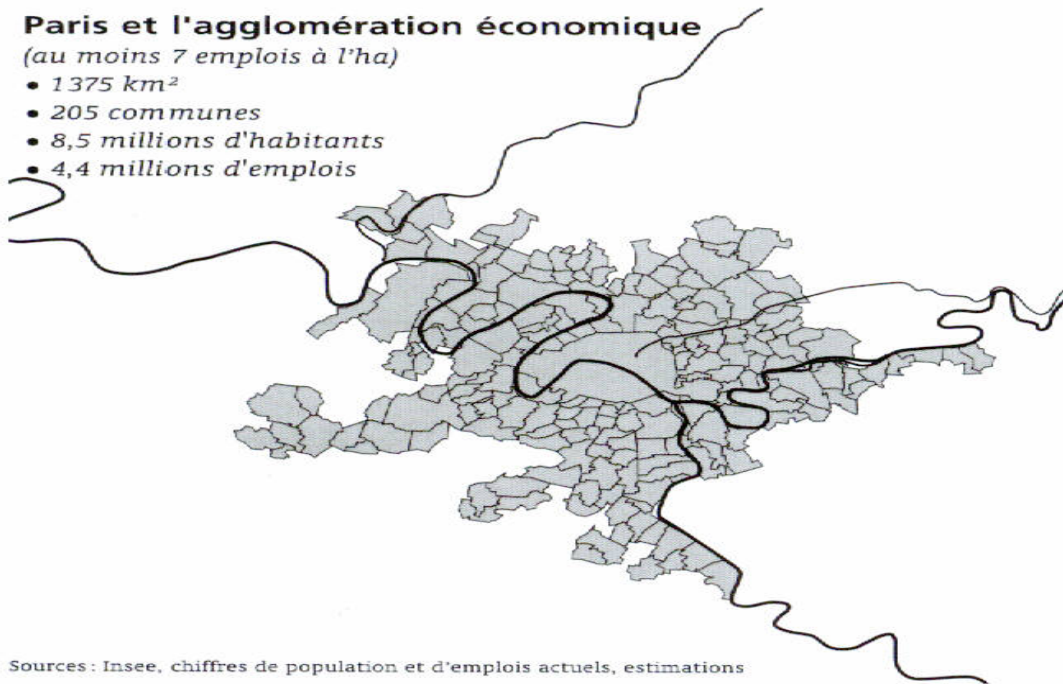 Paris et l'agglomération économique
(au moins 7 emplois à l'ha)
• 1375 km²
• 205 communes
• 8,5 millions d'habitants
• 4,4 millions d'emplois
Sources : Insee, chiffres de population et d'emplois actuels, estimations